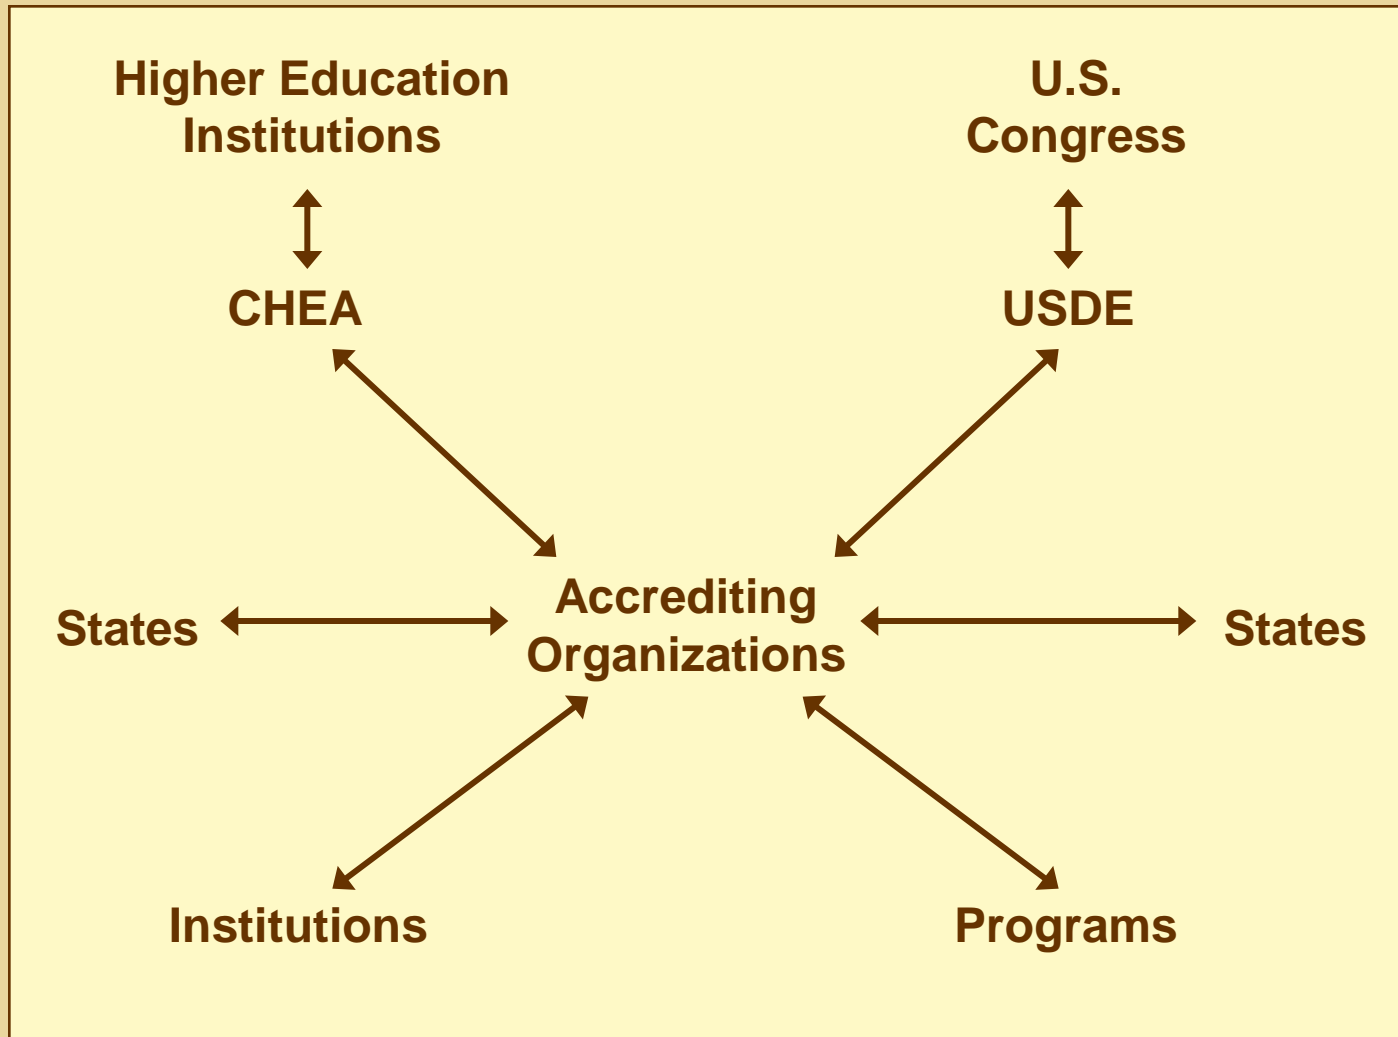 Higher Education
Institutions
U.S.
Congress
CHEA
USDE
States
Accrediting
Organizations
States
Institutions
Programs